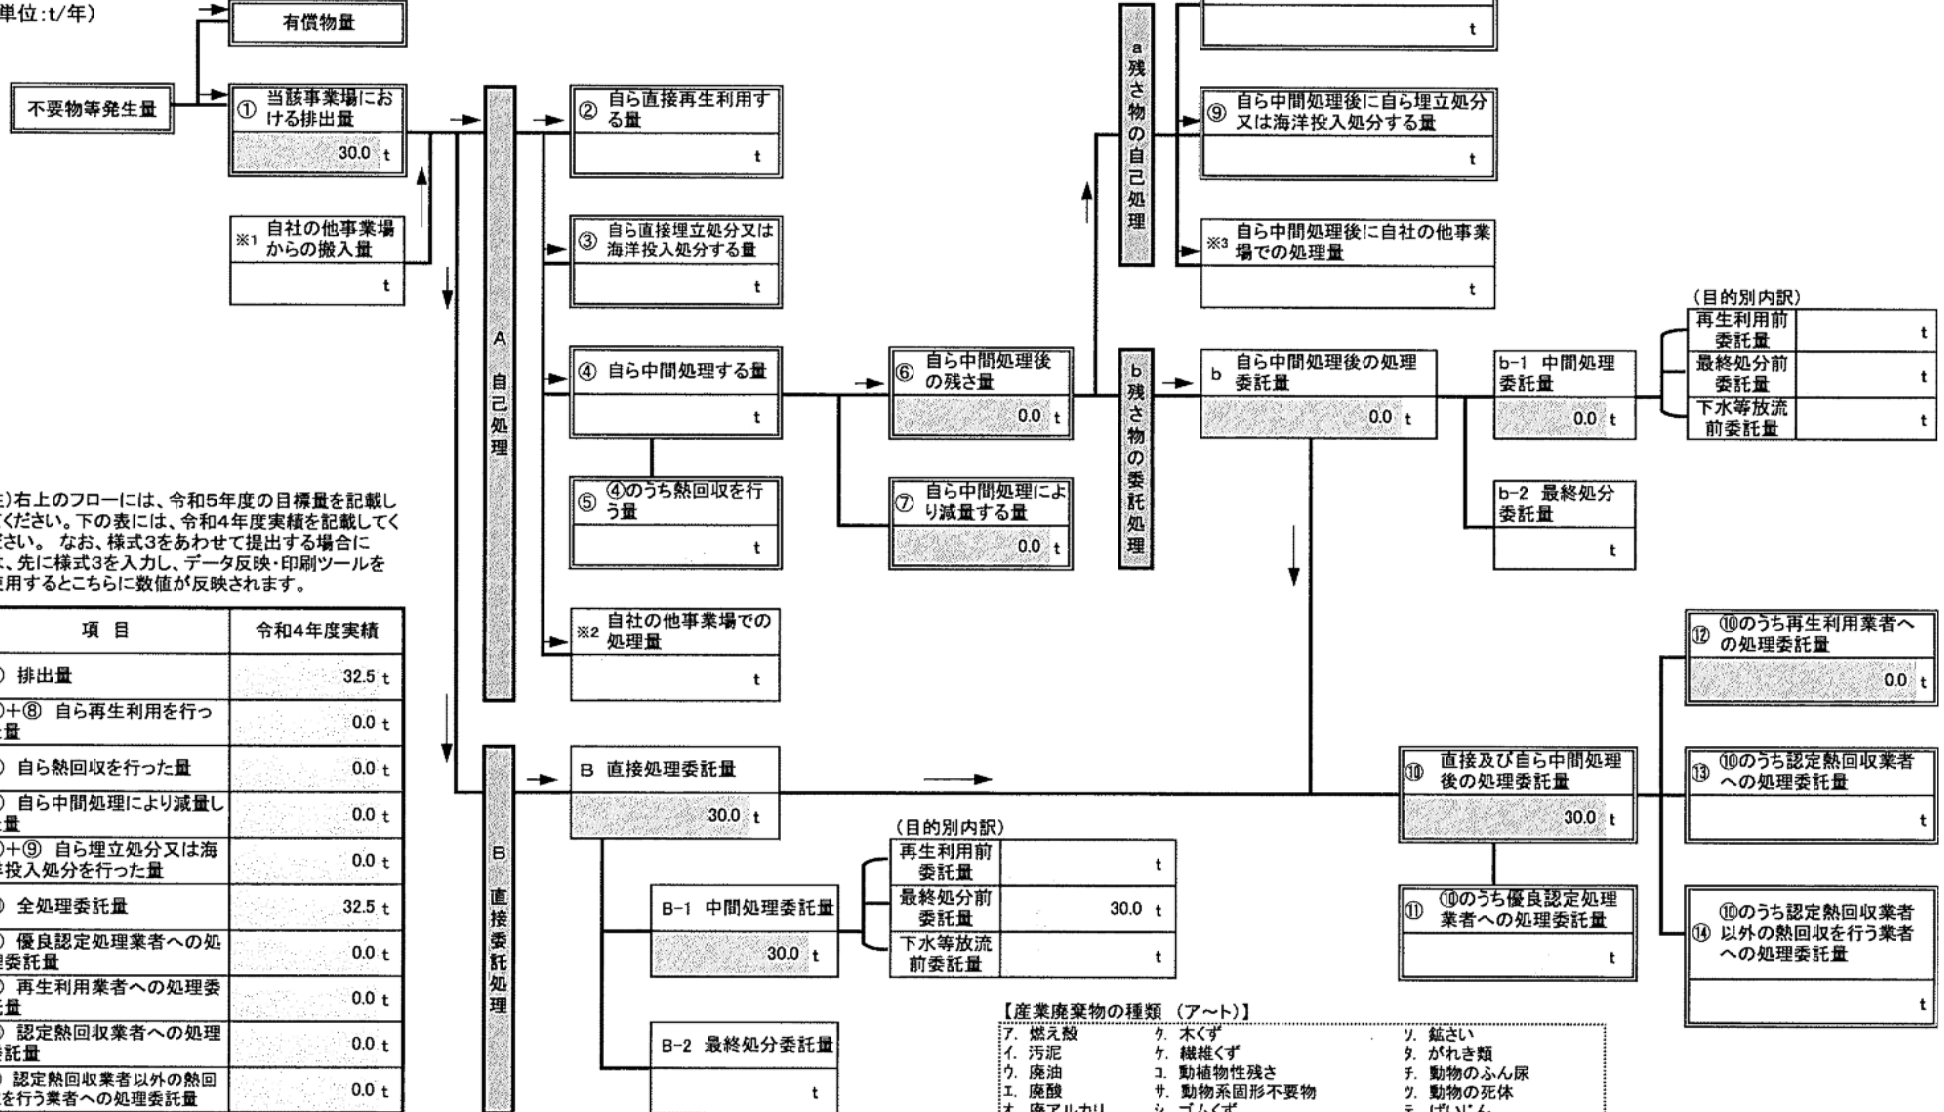 単位:t/年)
有償物量
不要物等発生量
① 当該事業場にお
ける排出量
30.0 t
※1 自社の他事業場
からの搬入量
t
A 自己処理
② 自ら直接再生利用す
る量
t
③ 自ら直接埋立処分又は
海洋投入処分する量
t
④ 自ら中間処理する量
t
⑤ ④のうち熱回収を行
う量
t
※2 自社の他事業場での
処理量
t
⑥ 自ら中間処理後
の残さ量
0.0 t
⑦ 自ら中間処理によ
り減量する量
0.0 t
a 残さ物の自己処理
t
⑨ 自ら中間処理後に自ら埋立処分
又は海洋投入処分する量
t
※3 自ら中間処理後に自社の他事業
場での処理量
t
b 残さ物の委託処理
b 自ら中間処理後の処理
委託量
0.0 t
b-1 中間処理
委託量
0.0 t
(目的別内訳)
再生利用前
委託量 t
最終処分前
委託量 t
下水等放流
前委託量 t
b-2 最終処分
委託量
t
)右上のフローには、令和5年度の目標量を記載し
ください。下の表には、令和4年度実績を記載してく
さい。 なお、様式3をあわせて提出する場合に
、先に様式3を入力し、データ反映・印刷ツールを
用するとこちらに数値が反映されます。
項 目 令和4年度実績
) 排出量 32.5 t
)+⑧ 自ら再生利用を行っ
量 0.0 t
) 自ら熱回収を行った量 0.0 t
) 自ら中間処理により減量し
量 0.0 t
)+⑨ 自ら埋立処分又は海
投入処分を行った量 0.0 t
) 全処理委託量 32.5 t
) 優良認定処理業者への処
委託量 0.0 t
) 再生利用業者への処理委
量 0.0 t
) 認定熱回収業者への処理
託量 0.0 t
) 認定熱回収業者以外の熱回
を行う業者への処理委託量 0.0 t
B 直接委託処理
B 直接処理委託量
30.0 t
B-1 中間処理委託量
30.0 t
(目的別内訳)
再生利用前
委託量 t
最終処分前
委託量 30.0 t
下水等放流
前委託量 t
B-2 最終処分委託量
t
⑩ 直接及び自ら中間処理
後の処理委託量
30.0 t
⑪ ⑩のうち優良認定処理
業者への処理委託量
t
⑫ ⑩のうち再生利用業者へ
の処理委託量
0.0 t
⑬ ⑩のうち認定熱回収業者
への処理委託量
t
⑭ ⑩のうち認定熱回収業者
以外の熱回収を行う業者
への処理委託量
t
【産業廃棄物の種類 (ア~ト)】
ア. 燃え殻 ク. 木くず ソ. 鉱さい
イ. 汚泥 ケ. 繊維くず タ. がれき類
ウ. 廃油 コ. 動植物性残さ チ. 動物のふん尿
エ. 廃酸 サ. 動物系固形不要物 ツ. 動物の死体
オ. 廃アルカリ シ. ゴムくず テ. ばいじん